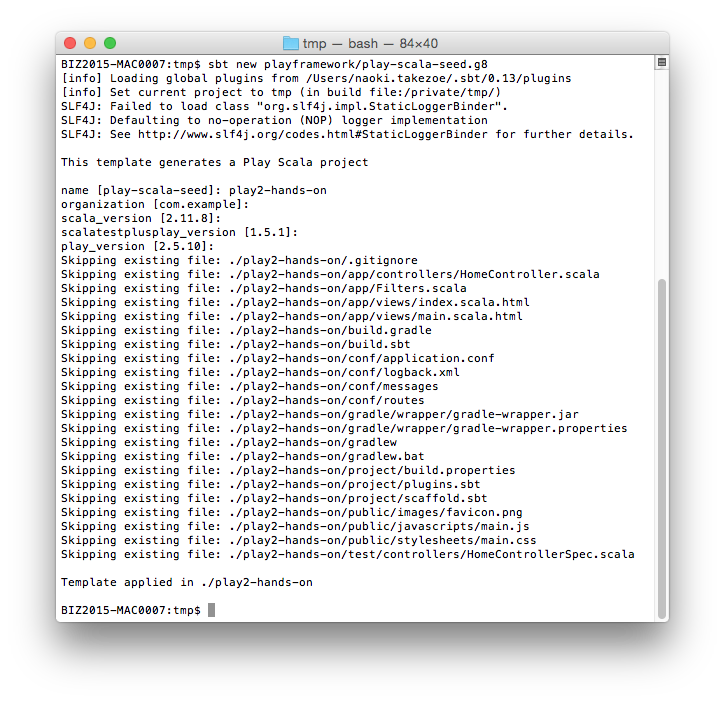 tmp — bash — 84×40
BIZ2015-MAC0007:tmp$ sbt new playframework/play-scala-seed.g8
[info] Loading global plugins from /Users/naoki.takezoe/.sbt/0.13/plugins
[info] Set current project to tmp (in build file:/private/tmp/)
SLF4J: Failed to load class "org.slf4j.impl.StaticLoggerBinder".
SLF4J: Defaulting to no-operation (NOP) logger implementation
SLF4J: See http://www.slf4j.org/codes.html#StaticLoggerBinder for further details.
This template generates a Play Scala project
name [play-scala-seed]: play2-hands-on
organization [com.example]:
scala_version [2.11.8]:
scalatestplusplay_version [1.5.1]:
play_version [2.5.10]:
Skipping existing file: ./play2-hands-on/.gitignore
Skipping existing file: ./play2-hands-on/app/controllers/HomeController.scala
Skipping existing file: ./play2-hands-on/app/Filters.scala
Skipping existing file: ./play2-hands-on/app/views/index.scala.html
Skipping existing file: ./play2-hands-on/app/views/main.scala.html
Skipping existing file: ./play2-hands-on/build.gradle
Skipping existing file: ./play2-hands-on/build.sbt
Skipping existing file: ./play2-hands-on/conf/application.conf
Skipping existing file: ./play2-hands-on/conf/logback.xml
Skipping existing file: ./play2-hands-on/conf/messages
Skipping existing file: ./play2-hands-on/conf/routes
Skipping existing file: ./play2-hands-on/gradle/wrapper/gradle-wrapper.jar
Skipping existing file: ./play2-hands-on/gradle/wrapper/gradle-wrapper.properties
Skipping existing file: ./play2-hands-on/gradlew
Skipping existing file: ./play2-hands-on/gradlew.bat
Skipping existing file: ./play2-hands-on/project/build.properties
Skipping existing file: ./play2-hands-on/project/plugins.sbt
Skipping existing file: ./play2-hands-on/project/scaffold.sbt
Skipping existing file: ./play2-hands-on/public/images/favicon.png
Skipping existing file: ./play2-hands-on/public/javascripts/main.js
Skipping existing file: ./play2-hands-on/public/stylesheets/main.css
Skipping existing file: ./play2-hands-on/test/controllers/HomeControllerSpec.scala
Template applied in ./play2-hands-on
BIZ2015-MAC0007:tmp$